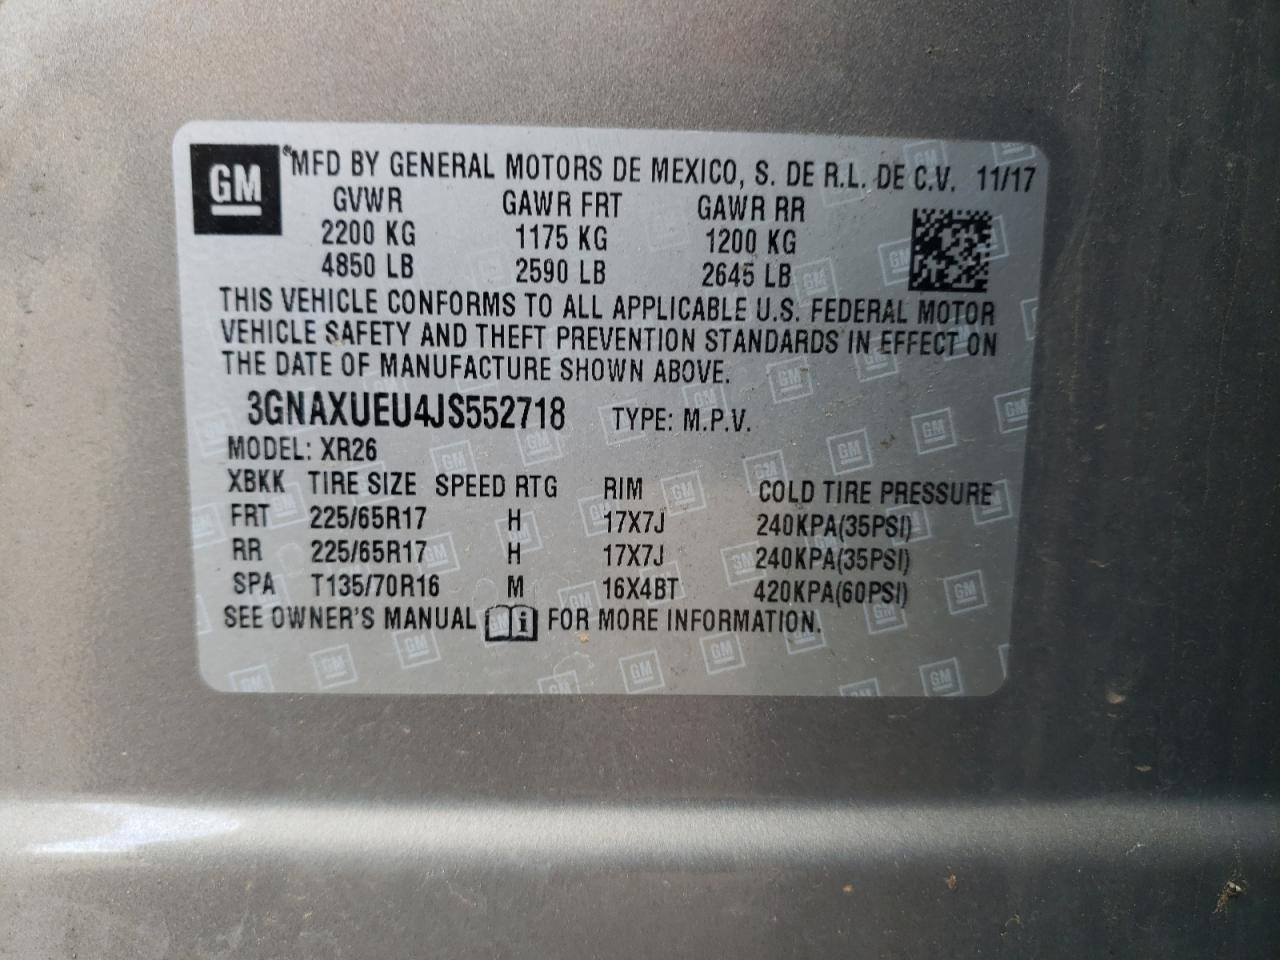 GM ®MFD BY GENERAL MOTORS DE MEXICO, S. DE R.L. DE C.V. 11/17
GVWR GAWR FRT GAWR RR
2200 KG 1175 KG 1200 KG
4850 LB 2590 LB 2645 LB
THIS VEHICLE CONFORMS TO ALL APPLICABLE U.S. FEDERAL MOTOR
VEHICLE SAFETY AND THEFT PREVENTION STANDARDS IN EFFECT ON
THE DATE OF MANUFACTURE SHOWN ABOVE.
3GNAXUEU4JS552718 TYPE: M.P.V.
MODEL: XR26
XBKK TIRE SIZE SPEED RTG RIM COLD TIRE PRESSURE
FRT 225/65R17 H 17X7J 240KPA(35PSI)
RR 225/65R17 H 17X7J 240KPA(35PSI)
SPA T135/70R16 M 16X4BT 420KPA(60PSI)
SEE OWNER'S MANUAL i FOR MORE INFORMATION.